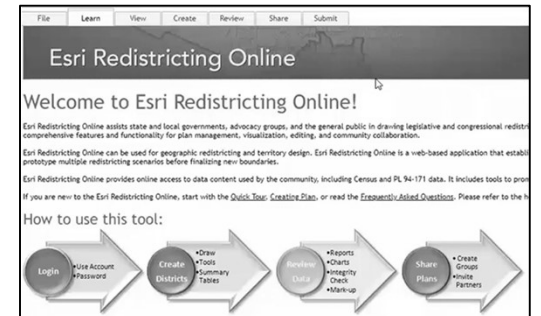 File Learn View Create Review Share Submit
Esri Redistricting Online
Welcome to Esri Redistricting Online!
Esri Redistricting Online assists state and local governments, advocacy groups, and the general public in drawing legislative and congressional redistri
comprehensive features and functionality for plan management, visualization, editing, and community collaboration.
Esri Redistricting Online can be used for geographic redistricting and territory design. Esri Redistricting Online is a web-based application that establi
prototype multiple redistricting scenarios before finalizing new boundaries.
Esri Redistricting Online provides online access to data content used by the community, including Census and PL 94-171 data. It includes tools to pron
If you are new to the Esri Redistricting Online, start with the Quick Tour, Creating Plan, or read the Frequently Asked Questions. Please refer to the h
How to use this tool:
Login
•Use Account
•Password
Create
Districts
•Draw
•Tools
•Summary
Tables
Review
Data
•Reports
•Charts
•Integrity
Check
•Mark-up
Share
Plans
•Create
Groups
•Invite
Partners